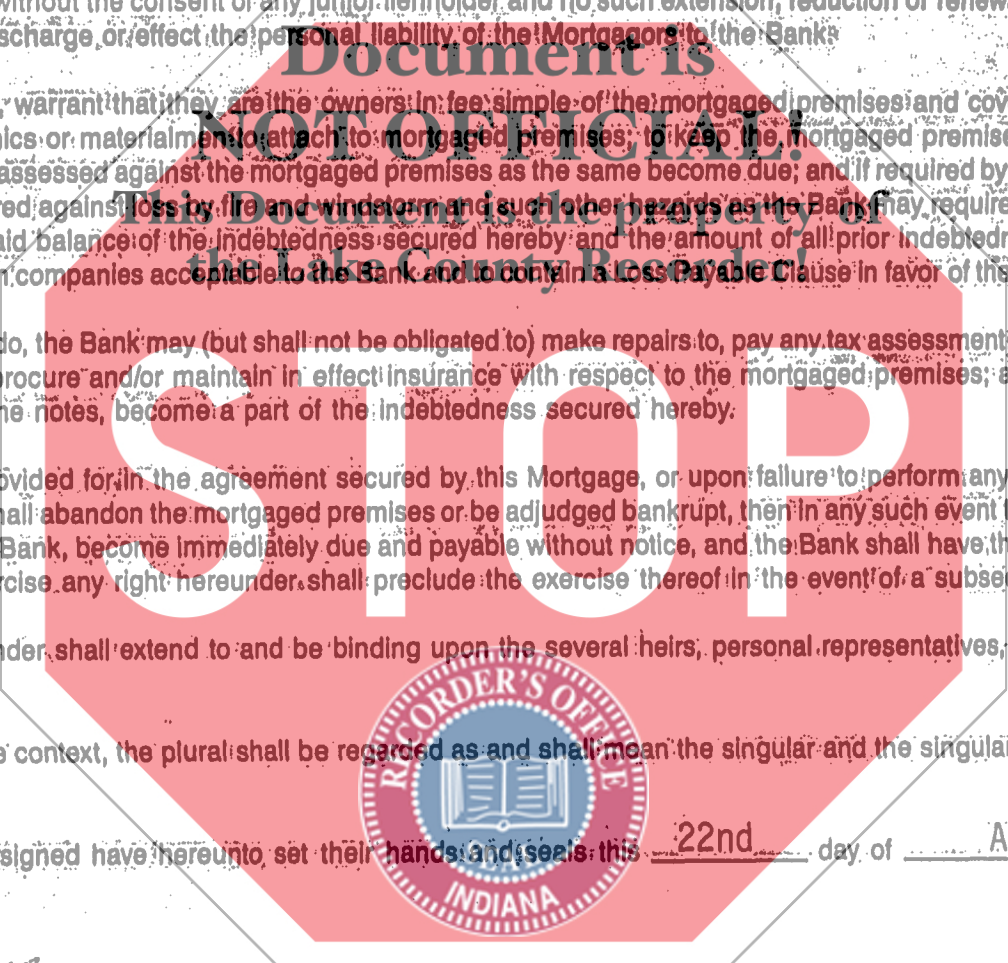 without the consent of any junior lienholder, and no such extension, reduction or renew
scharge or effect the personal liability of the Mortgagors to the Bank.
Document is
warrant that they are the owners in fee simple of the mortgaged premises and cov
NOT OFFICIAL!
ics or materialmen to attach to mortgaged premises; to keep the mortgaged premise
assessed against the mortgaged premises as the same become due; and if required by
This Document is the property of
red against loss by fire and windstorm and such other hazards as the Bank may require
aid balance of the indebtedness secured hereby and the amount of all prior indebtedn
the Lake County Recorder!
n companies acceptable to the Bank and to contain a Loss Payable Clause in favor of the
do, the Bank may (but shall not be obligated to) make repairs to, pay any tax assessment
procure and/or maintain in effect insurance with respect to the mortgaged premises; a
he notes, become a part of the indebtedness secured hereby.
STOP
ovided for in the agreement secured by this Mortgage, or upon failure to perform any
hall abandon the mortgaged premises or be adjudged bankrupt, then in any such event
Bank, become immediately due and payable without notice, and the Bank shall have th
rcise any right hereunder shall preclude the exercise thereof in the event of a subse
nder shall extend to and be binding upon the several heirs, personal representatives,
RECORDER'S OFFICE
e context, the plural shall be regarded as and shall mean the singular and the singular
signed have hereunto set their hands and seals this 22nd day of A
SEAL
INDIANA